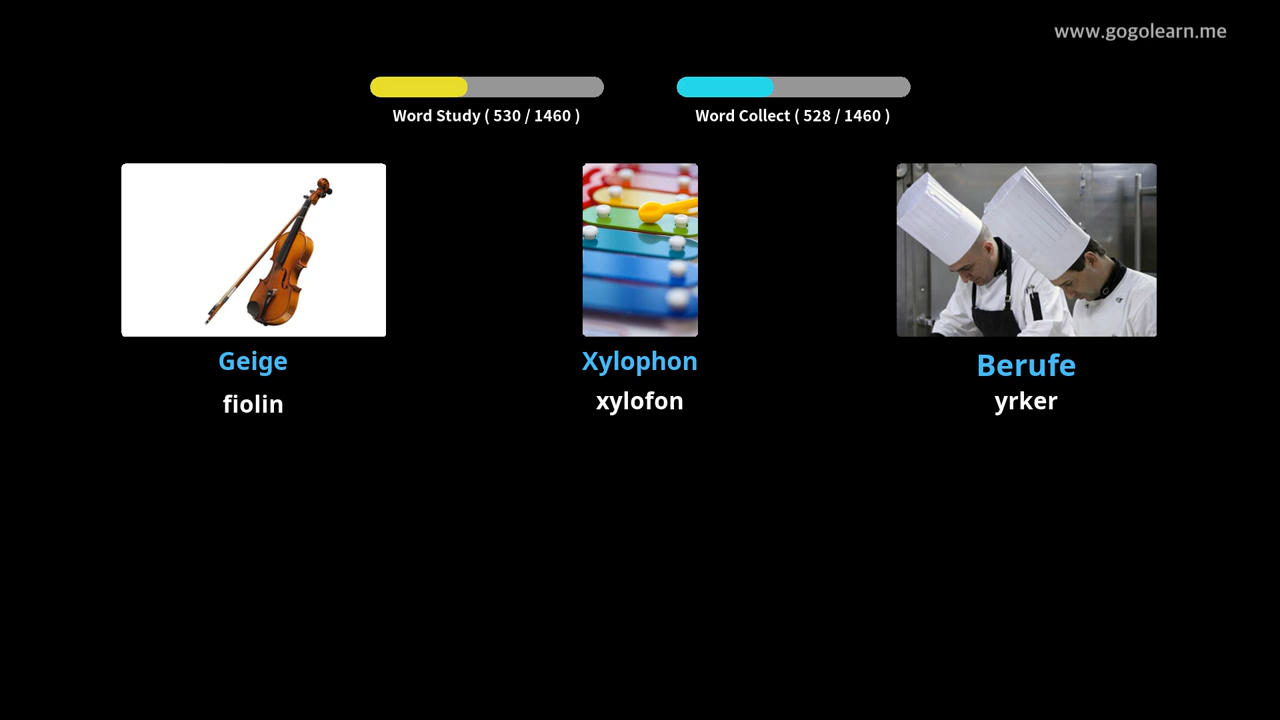 www.gogolearn.me
Word Study ( 530 / 1460 )
Word Collect ( 528 / 1460 )
Geige
fiolin
Xylophon
xylofon
Berufe
yrker